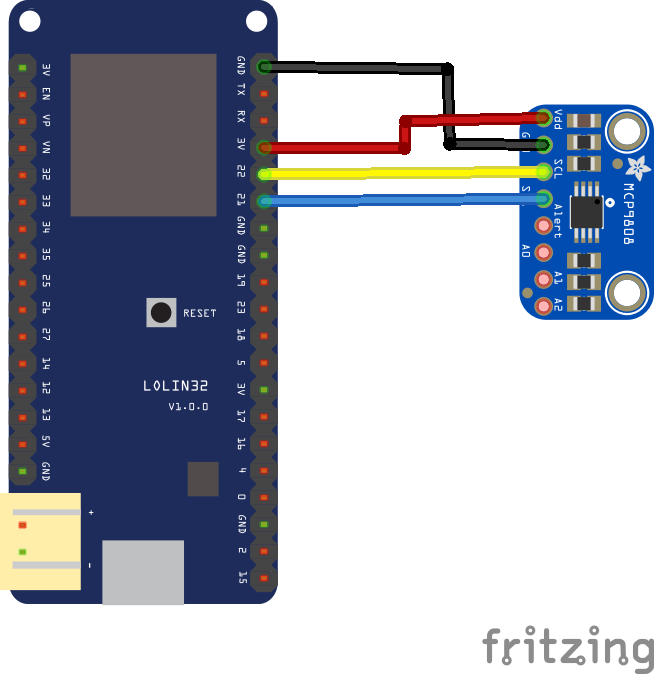 3V
EN
VP
VN
32
33
34
35
25
26
27
14
12
13
5V
GND
+
-
RESET
LOLIN32
V1.0.0
GND
TX
RX
3V
22
21
GND
GND
19
23
18
5
3V
17
16
4
0
GND
2
15
Vdd
G
SCL
S
Alert
A0
A1
A2
MCP9808
fritzing